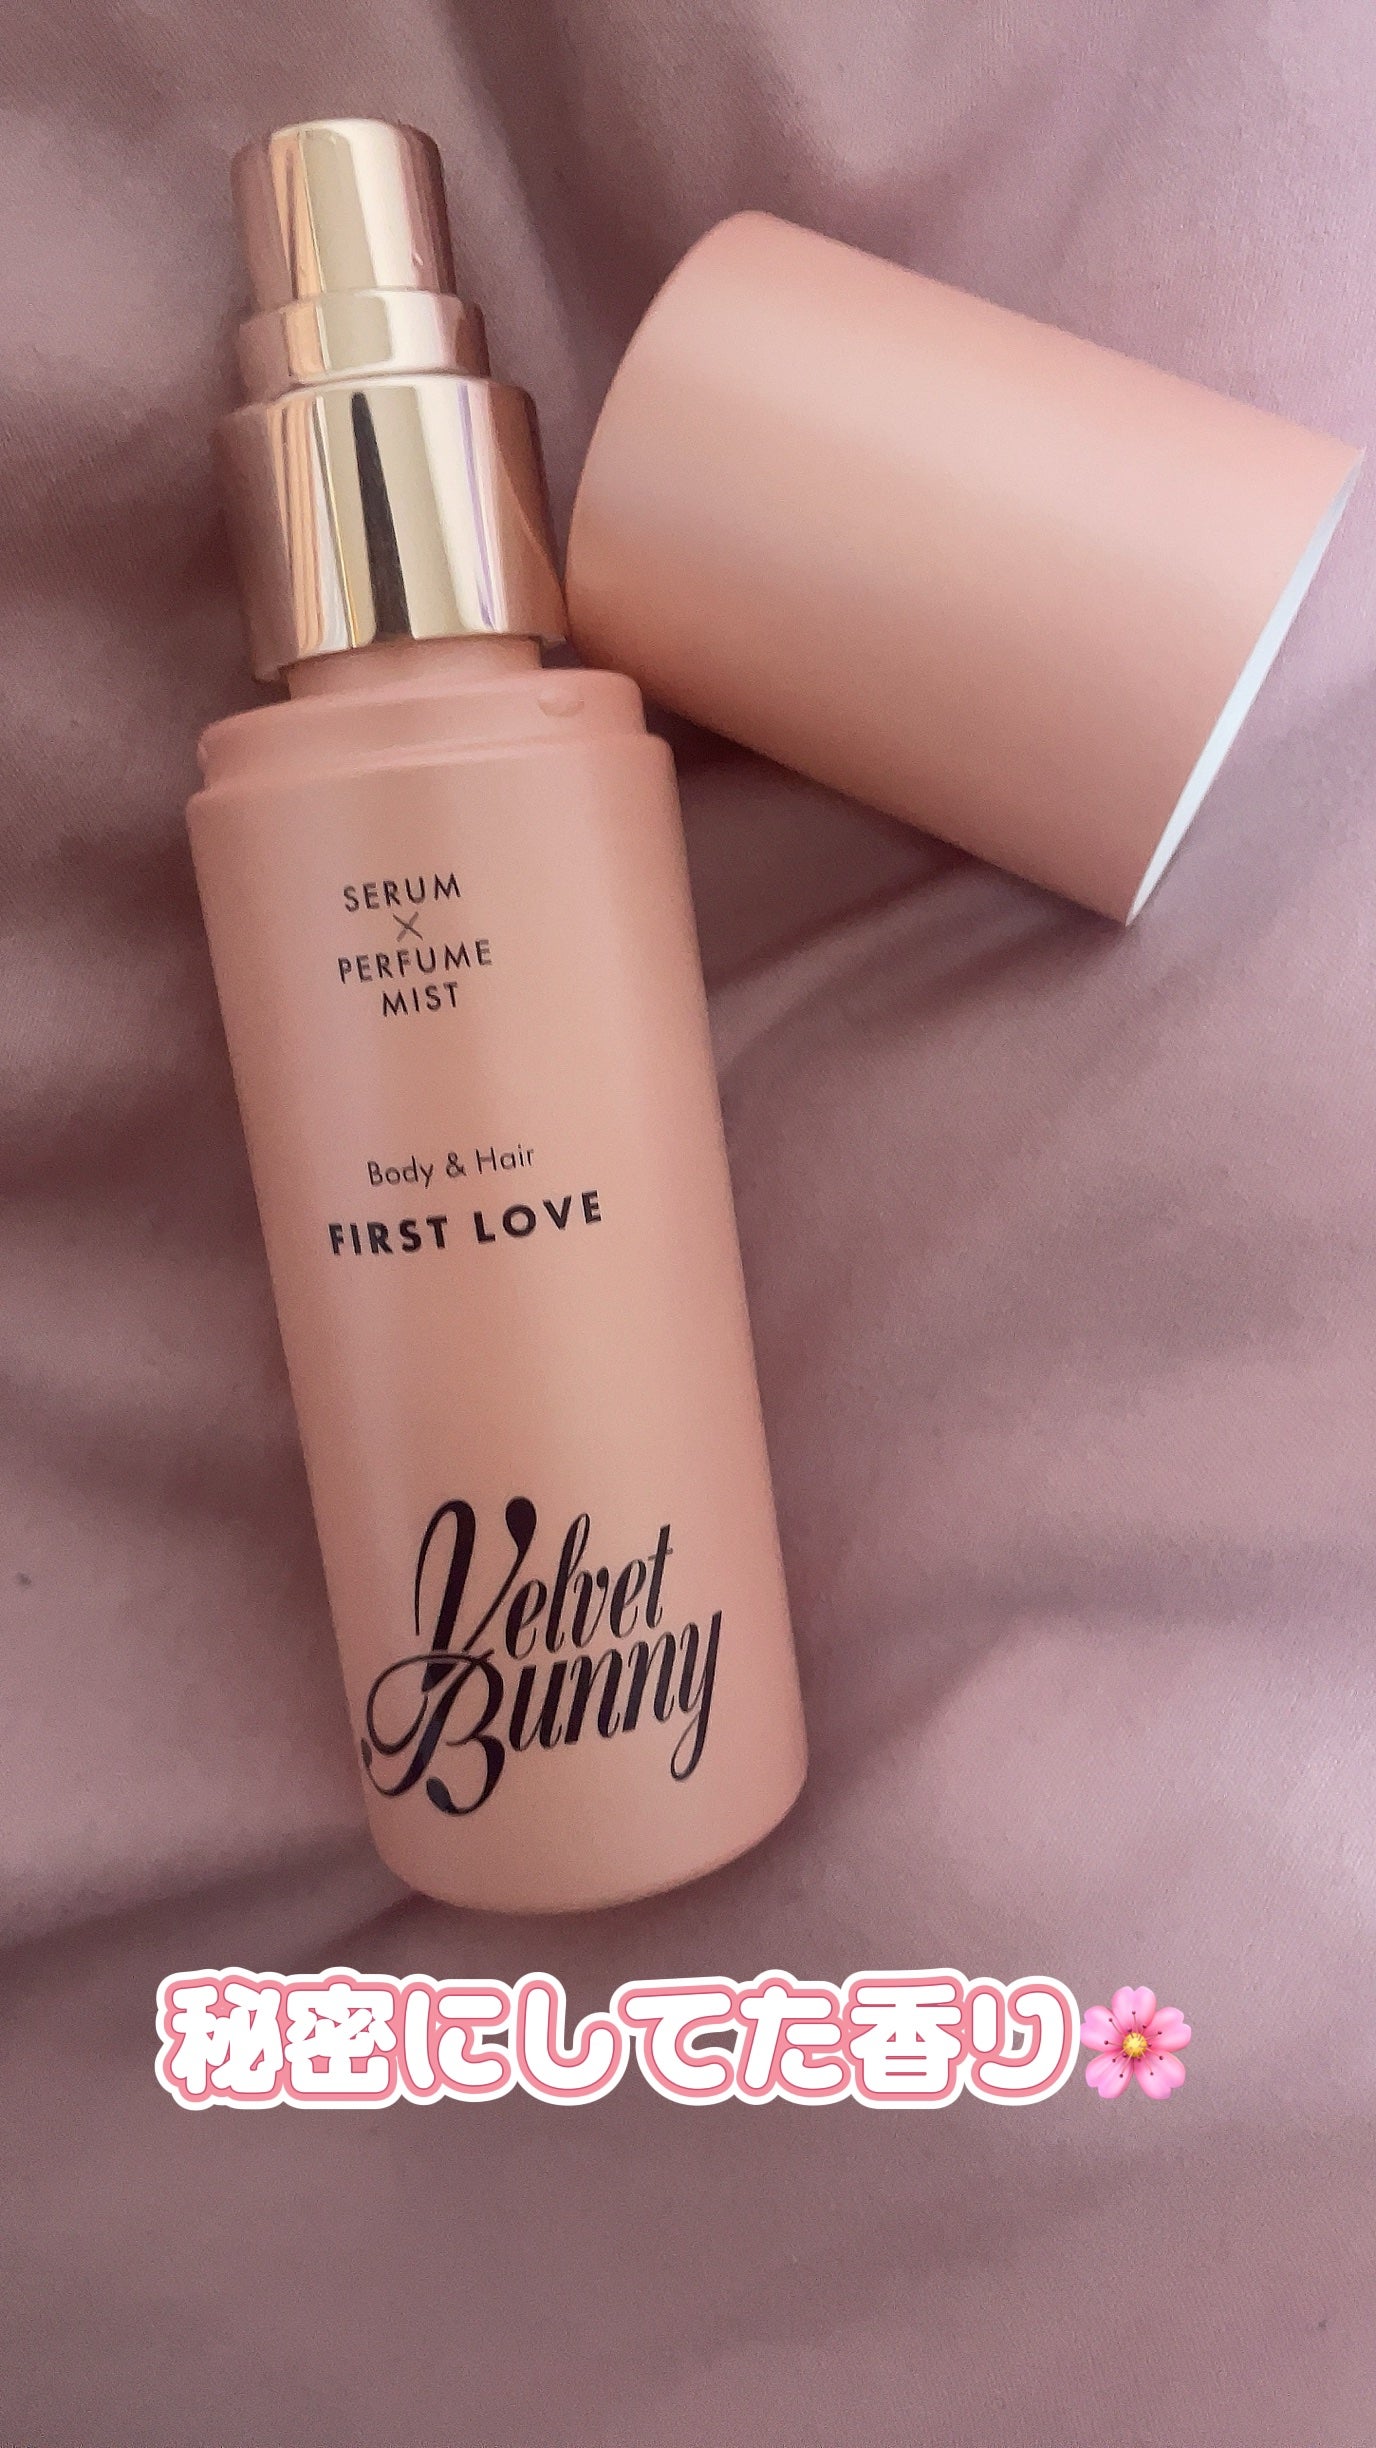 SERUM
×
PERFUME
MIST
Body & Hair
FIRST LOVE
Velvet
Bunny
秘密にしてた香り🌸